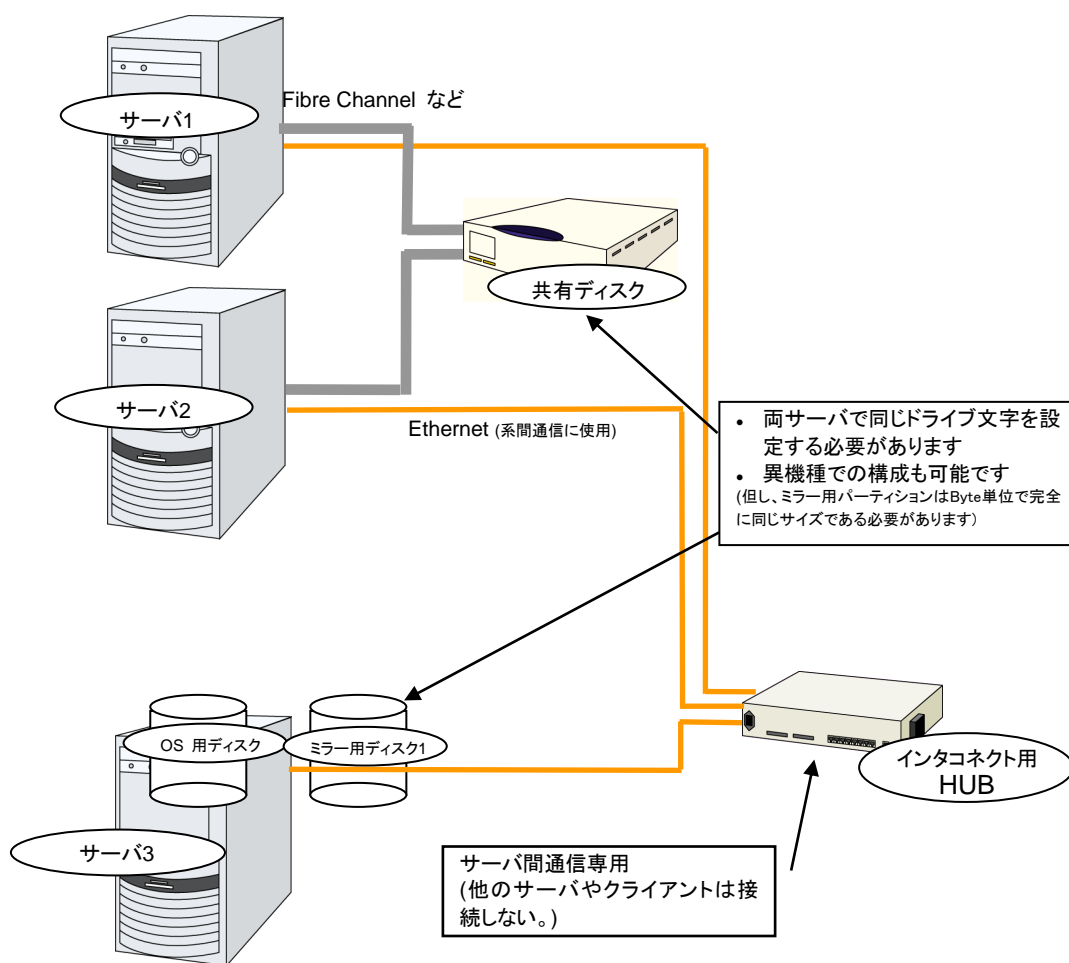 Fibre Channel など
サーバ1
共有ディスク
サーバ2
Ethernet (系間通信に使用)
• 両サーバで同じドライブ文字を設
定する必要があります
• 異機種での構成も可能です
(但し、ミラー用パーティションはByte単位で完全
に同じサイズである必要があります)
OS 用ディスク
ミラー用ディスク1
インタコネクト用
HUB
サーバ3
サーバ間通信専用
(他のサーバやクライアントは接
続しない。)